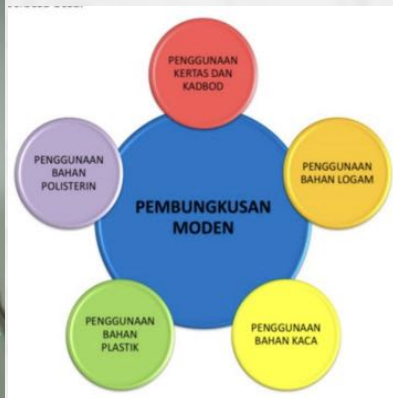 PENGGUNAAN
KERTAS DAN
KADBOD
PENGGUNAAN
BAHAN
POLISTERIN
PENGGUNAAN
BAHAN LOGAM
PEMBUNGKUSAN
MODEN
PENGGUNAAN
BAHAN
PLASTIK
PENGGUNAAN
BAHAN KACA